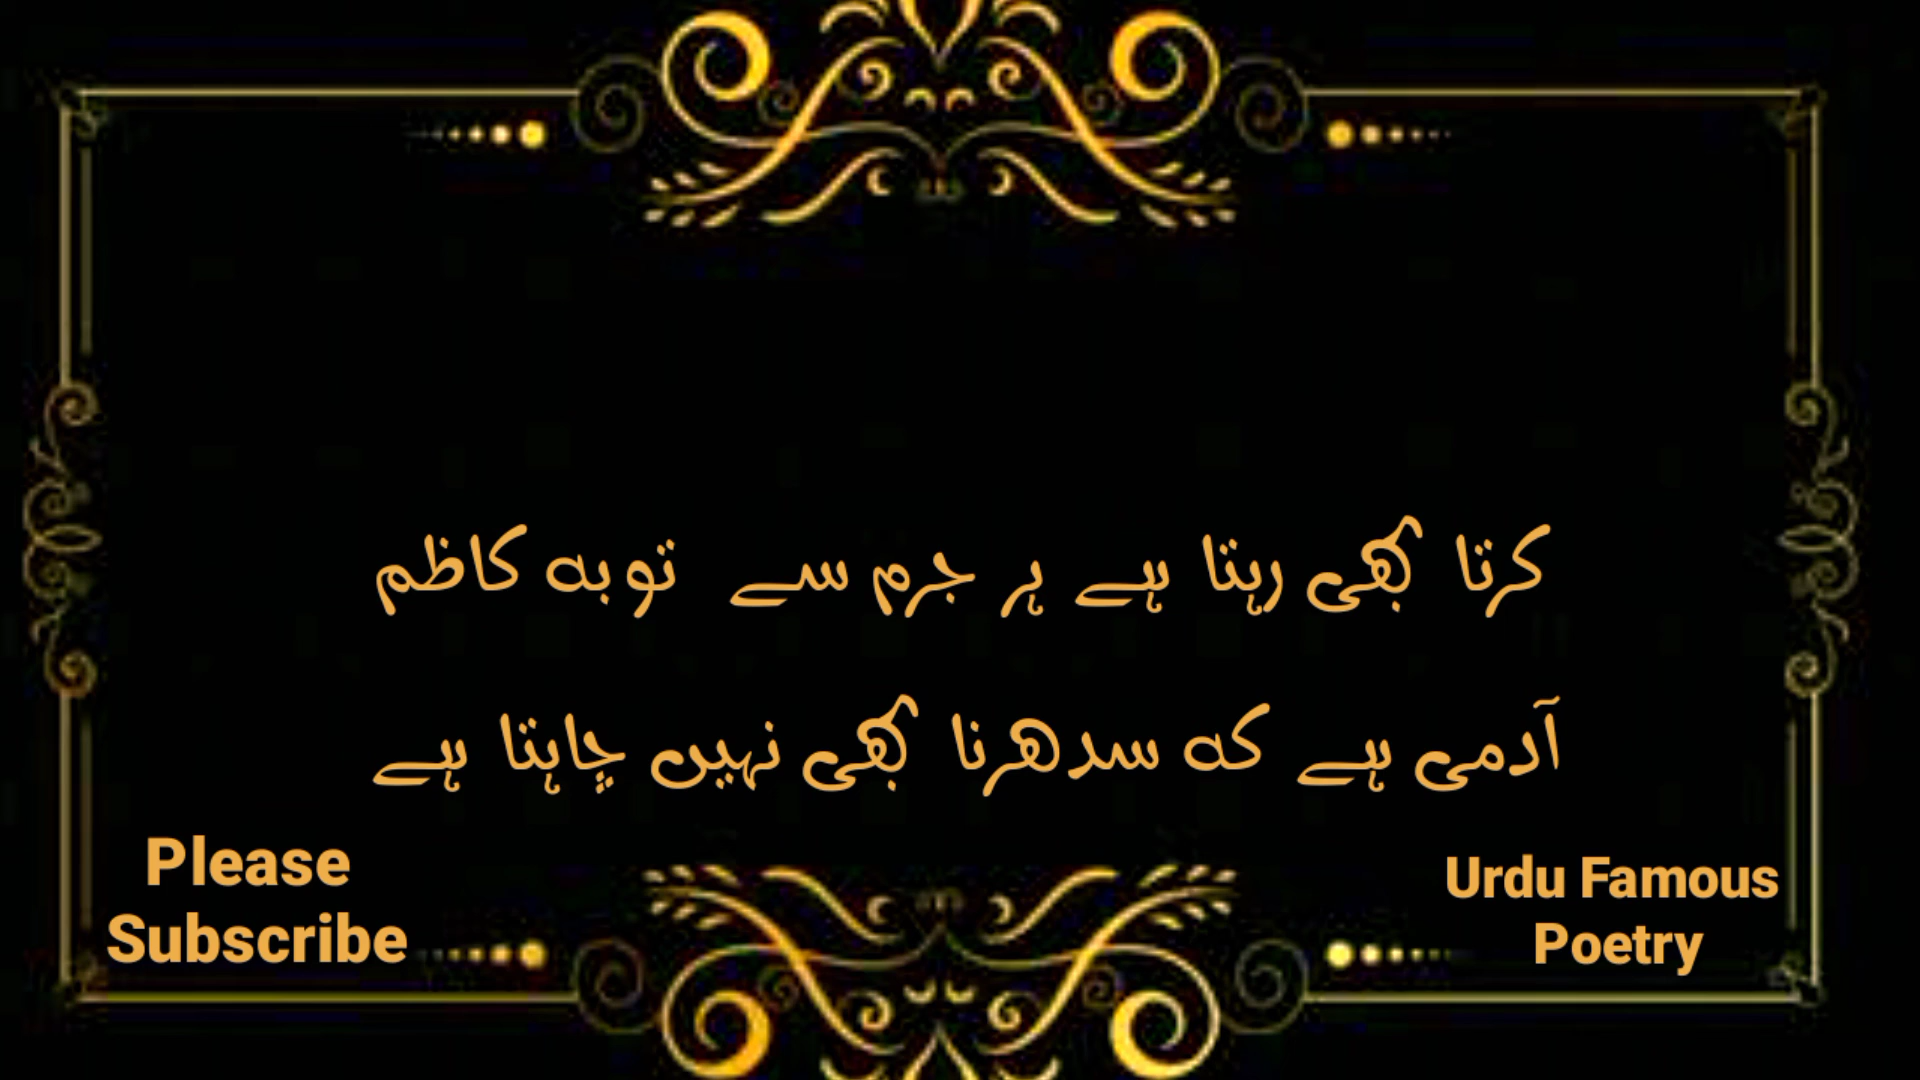 کرتا بھی رہتا ہے ہر جرم سے توبہ کاظم
آدمی ہے کہ سدھرنا بھی نہیں چاہتا ہے
Please
Subscribe
Urdu Famous
Poetry